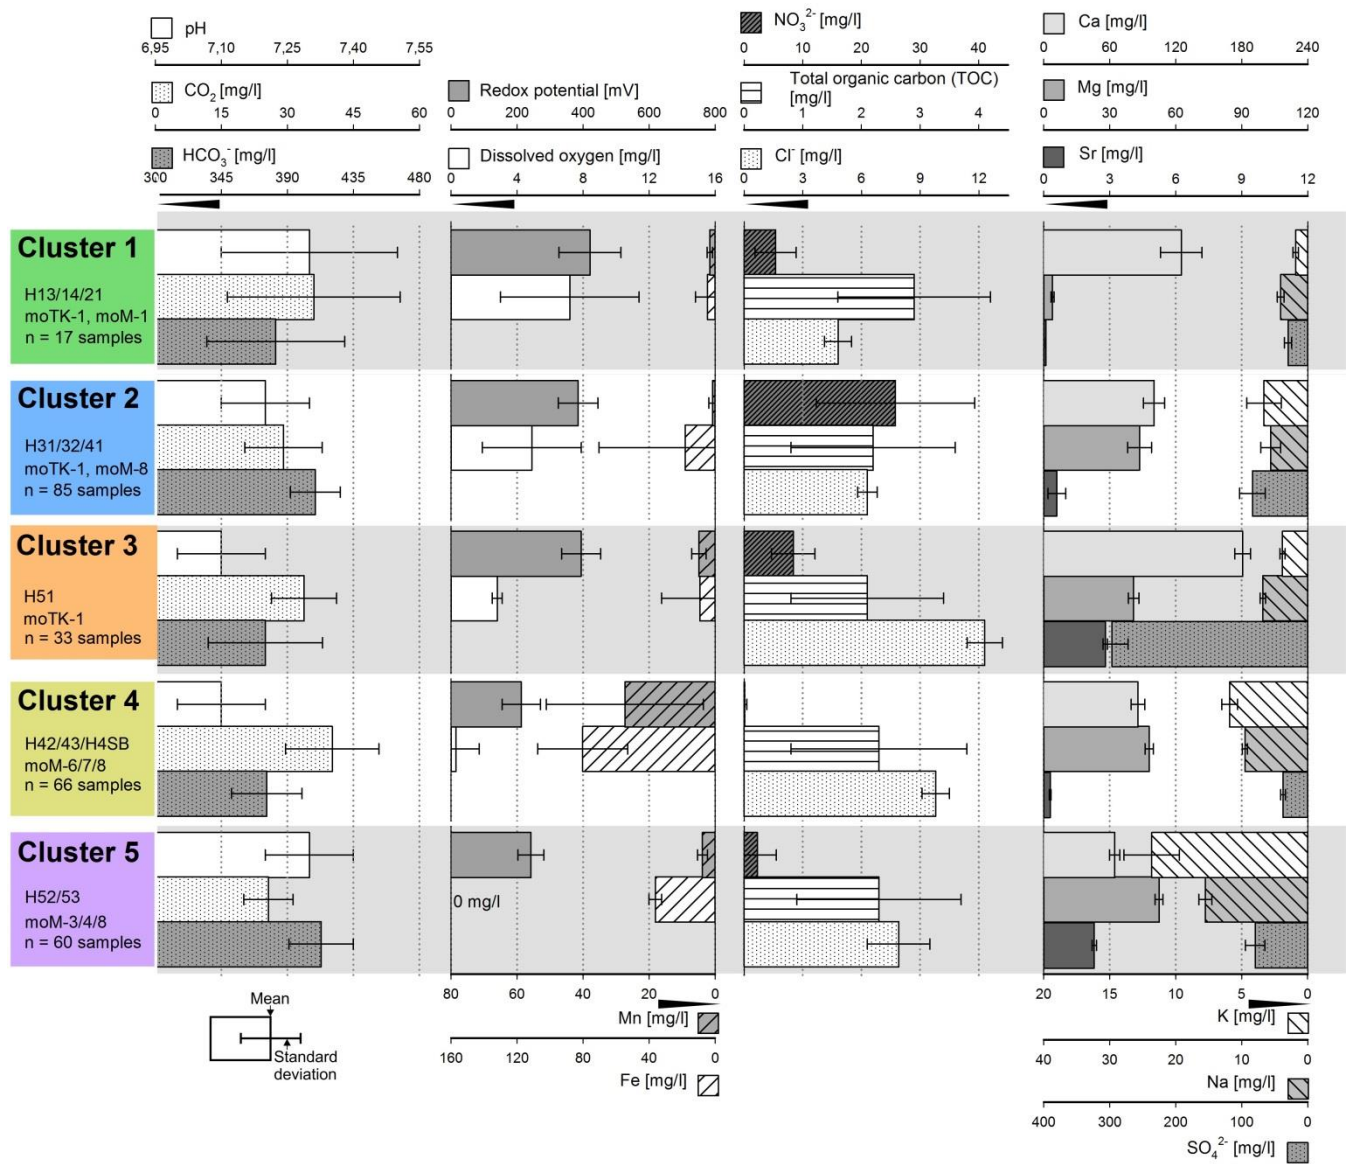 pH
6,95 7,10 7,25 7,40 7,55
CO₂ [mg/l]
0 15 30 45 60
HCO₃⁻ [mg/l]
300 345 390 435 480
Redox potential [mV]
0 200 400 600 800
Dissolved oxygen [mg/l]
0 4 8 12 16
NO₃²⁻ [mg/l]
0 10 20 30 40
Total organic carbon (TOC)
[mg/l]
0 1 2 3 4
Cl⁻ [mg/l]
0 3 6 9 12
Ca [mg/l]
0 60 120 180 240
Mg [mg/l]
0 30 60 90 120
Sr [mg/l]
0 3 6 9 12
Cluster 1
H13/14/21
moTK-1, moM-1
n = 17 samples
Cluster 2
H31/32/41
moTK-1, moM-8
n = 85 samples
Cluster 3
H51
moTK-1
n = 33 samples
Cluster 4
H42/43/H4SB
moM-6/7/8
n = 66 samples
Cluster 5
H52/53
moM-3/4/8
n = 60 samples
0 mg/l
Mean
Standard
deviation
80 60 40 20 0
Mn [mg/l]
160 120 80 40 0
Fe [mg/l]
20 15 10 5 0
K [mg/l]
40 30 20 10 0
Na [mg/l]
400 300 200 100 0
SO₄²⁻ [mg/l]